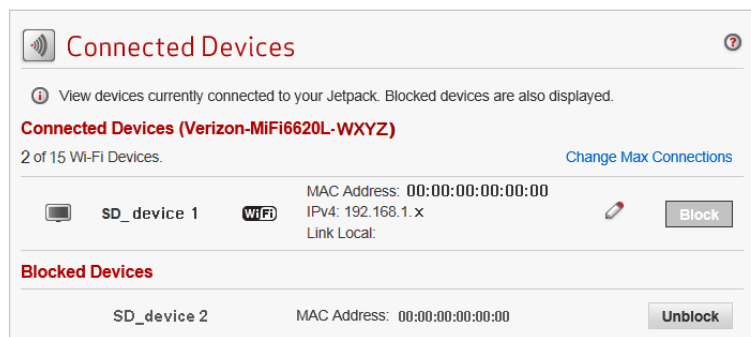 Connected Devices
?
i View devices currently connected to your Jetpack. Blocked devices are also displayed.
Connected Devices (Verizon-MiFi6620L-WXYZ)
2 of 15 Wi-Fi Devices. Change Max Connections
MAC Address: 00:00:00:00:00:00
SD_device 1 WiFi IPv4: 192.168.1.x Block
Link Local:
Blocked Devices
SD_device 2 MAC Address: 00:00:00:00:00:00 Unblock